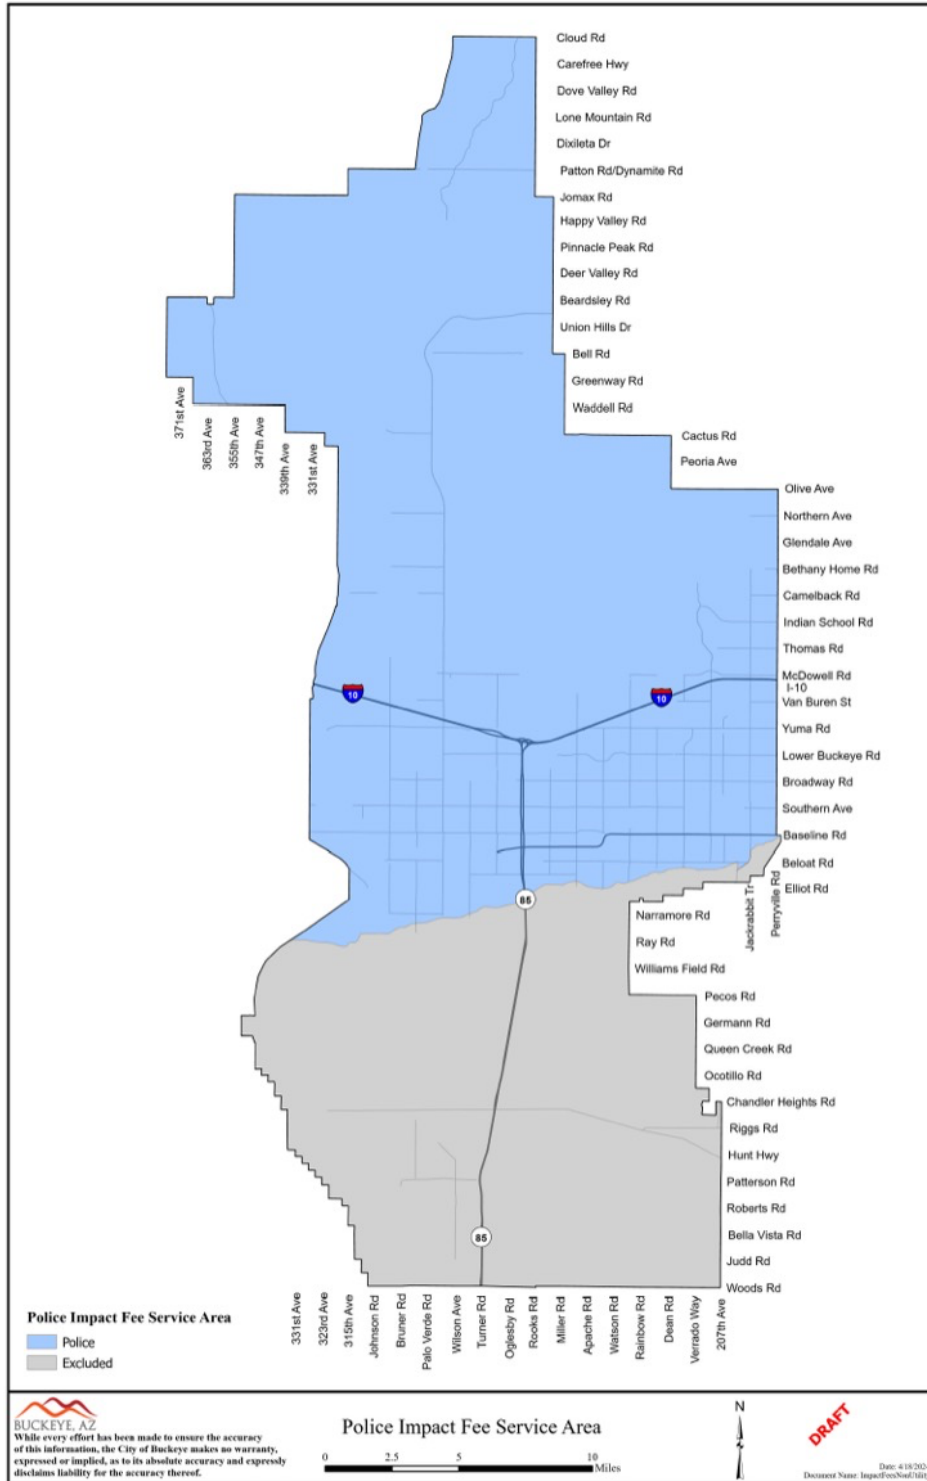 Cloud Rd
Carefree Hwy
Dove Valley Rd
Lone Mountain Rd
Dixileta Dr
Patton Rd/Dynamite Rd
Jomax Rd
Happy Valley Rd
Pinnacle Peak Rd
Deer Valley Rd
Beardsley Rd
Union Hills Dr
Bell Rd
Greenway Rd
Waddell Rd
371st Ave
363rd Ave
355th Ave
347th Ave
339th Ave
331st Ave
Cactus Rd
Peoria Ave
Olive Ave
Northern Ave
Glendale Ave
Bethany Home Rd
Camelback Rd
Indian School Rd
Thomas Rd
McDowell Rd
I-10
10
10
Van Buren St
Yuma Rd
Lower Buckeye Rd
Broadway Rd
Southern Ave
Baseline Rd
Beloat Rd
Elliot Rd
Jackrabbit Tr
Perryville Rd
85
Narramore Rd
Ray Rd
Williams Field Rd
Pecos Rd
Germann Rd
Queen Creek Rd
Ocotillo Rd
Chandler Heights Rd
Riggs Rd
Hunt Hwy
Patterson Rd
Roberts Rd
85
Bella Vista Rd
Judd Rd
Woods Rd
331st Ave
323rd Ave
315th Ave
Johnson Rd
Bruner Rd
Palo Verde Rd
Wilson Ave
Turner Rd
Oglesby Rd
Rooks Rd
Miller Rd
Apache Rd
Watson Rd
Rainbow Rd
Dean Rd
Verrado Way
207th Ave
Police Impact Fee Service Area
Police
Excluded
BUCKEYE, AZ
While every effort has been made to ensure the accuracy
of this information, the City of Buckeye makes no warranty,
expressed or implied, as to its absolute accuracy and expressly
disclaims liability for the accuracy thereof.
Police Impact Fee Service Area
0 2.5 5 10
Miles
N
DRAFT
Date: 4/18/202
Document Name: